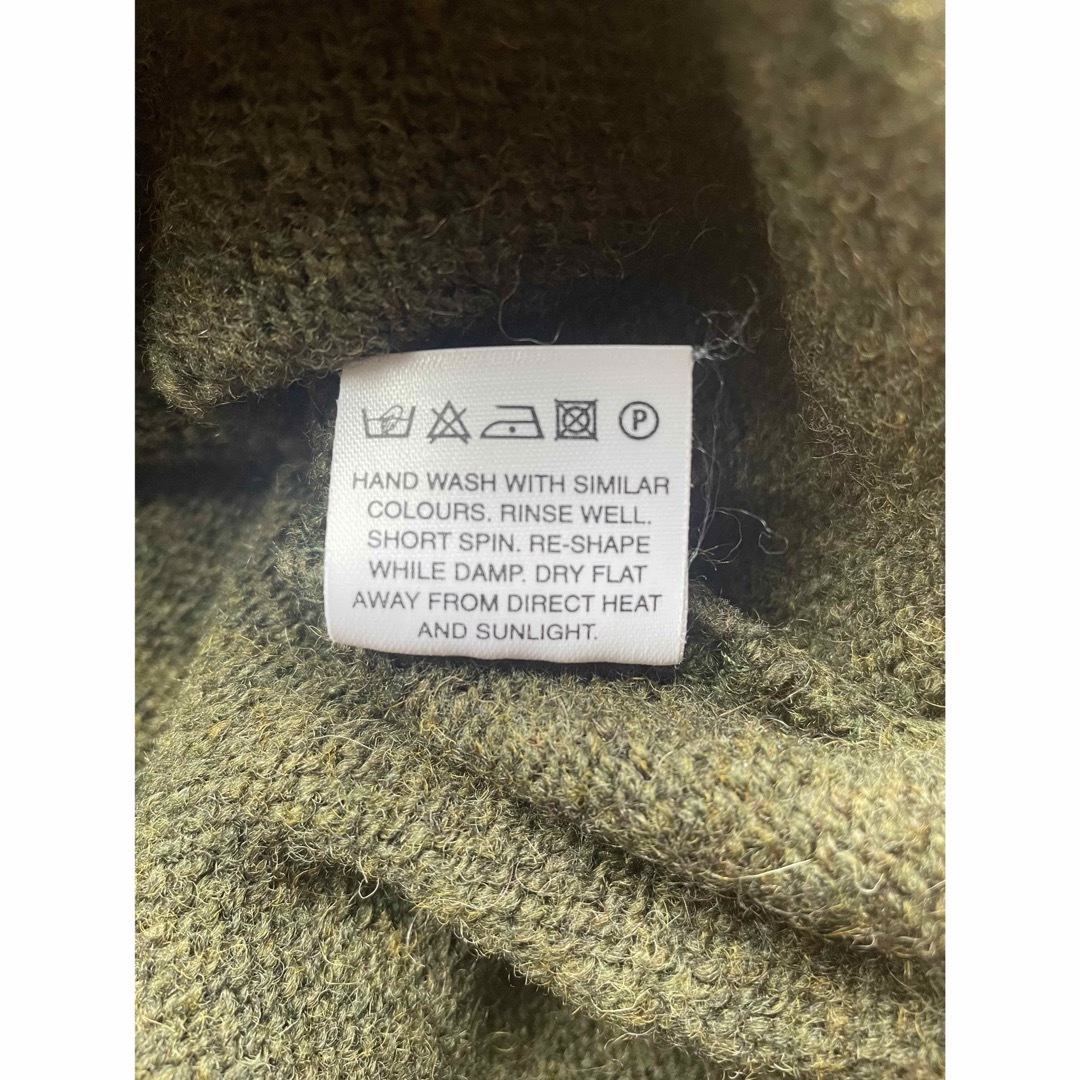 P
HAND WASH WITH SIMILAR
COLOURS. RINSE WELL.
SHORT SPIN. RE-SHAPE
WHILE DAMP. DRY FLAT
AWAY FROM DIRECT HEAT
AND SUNLIGHT.